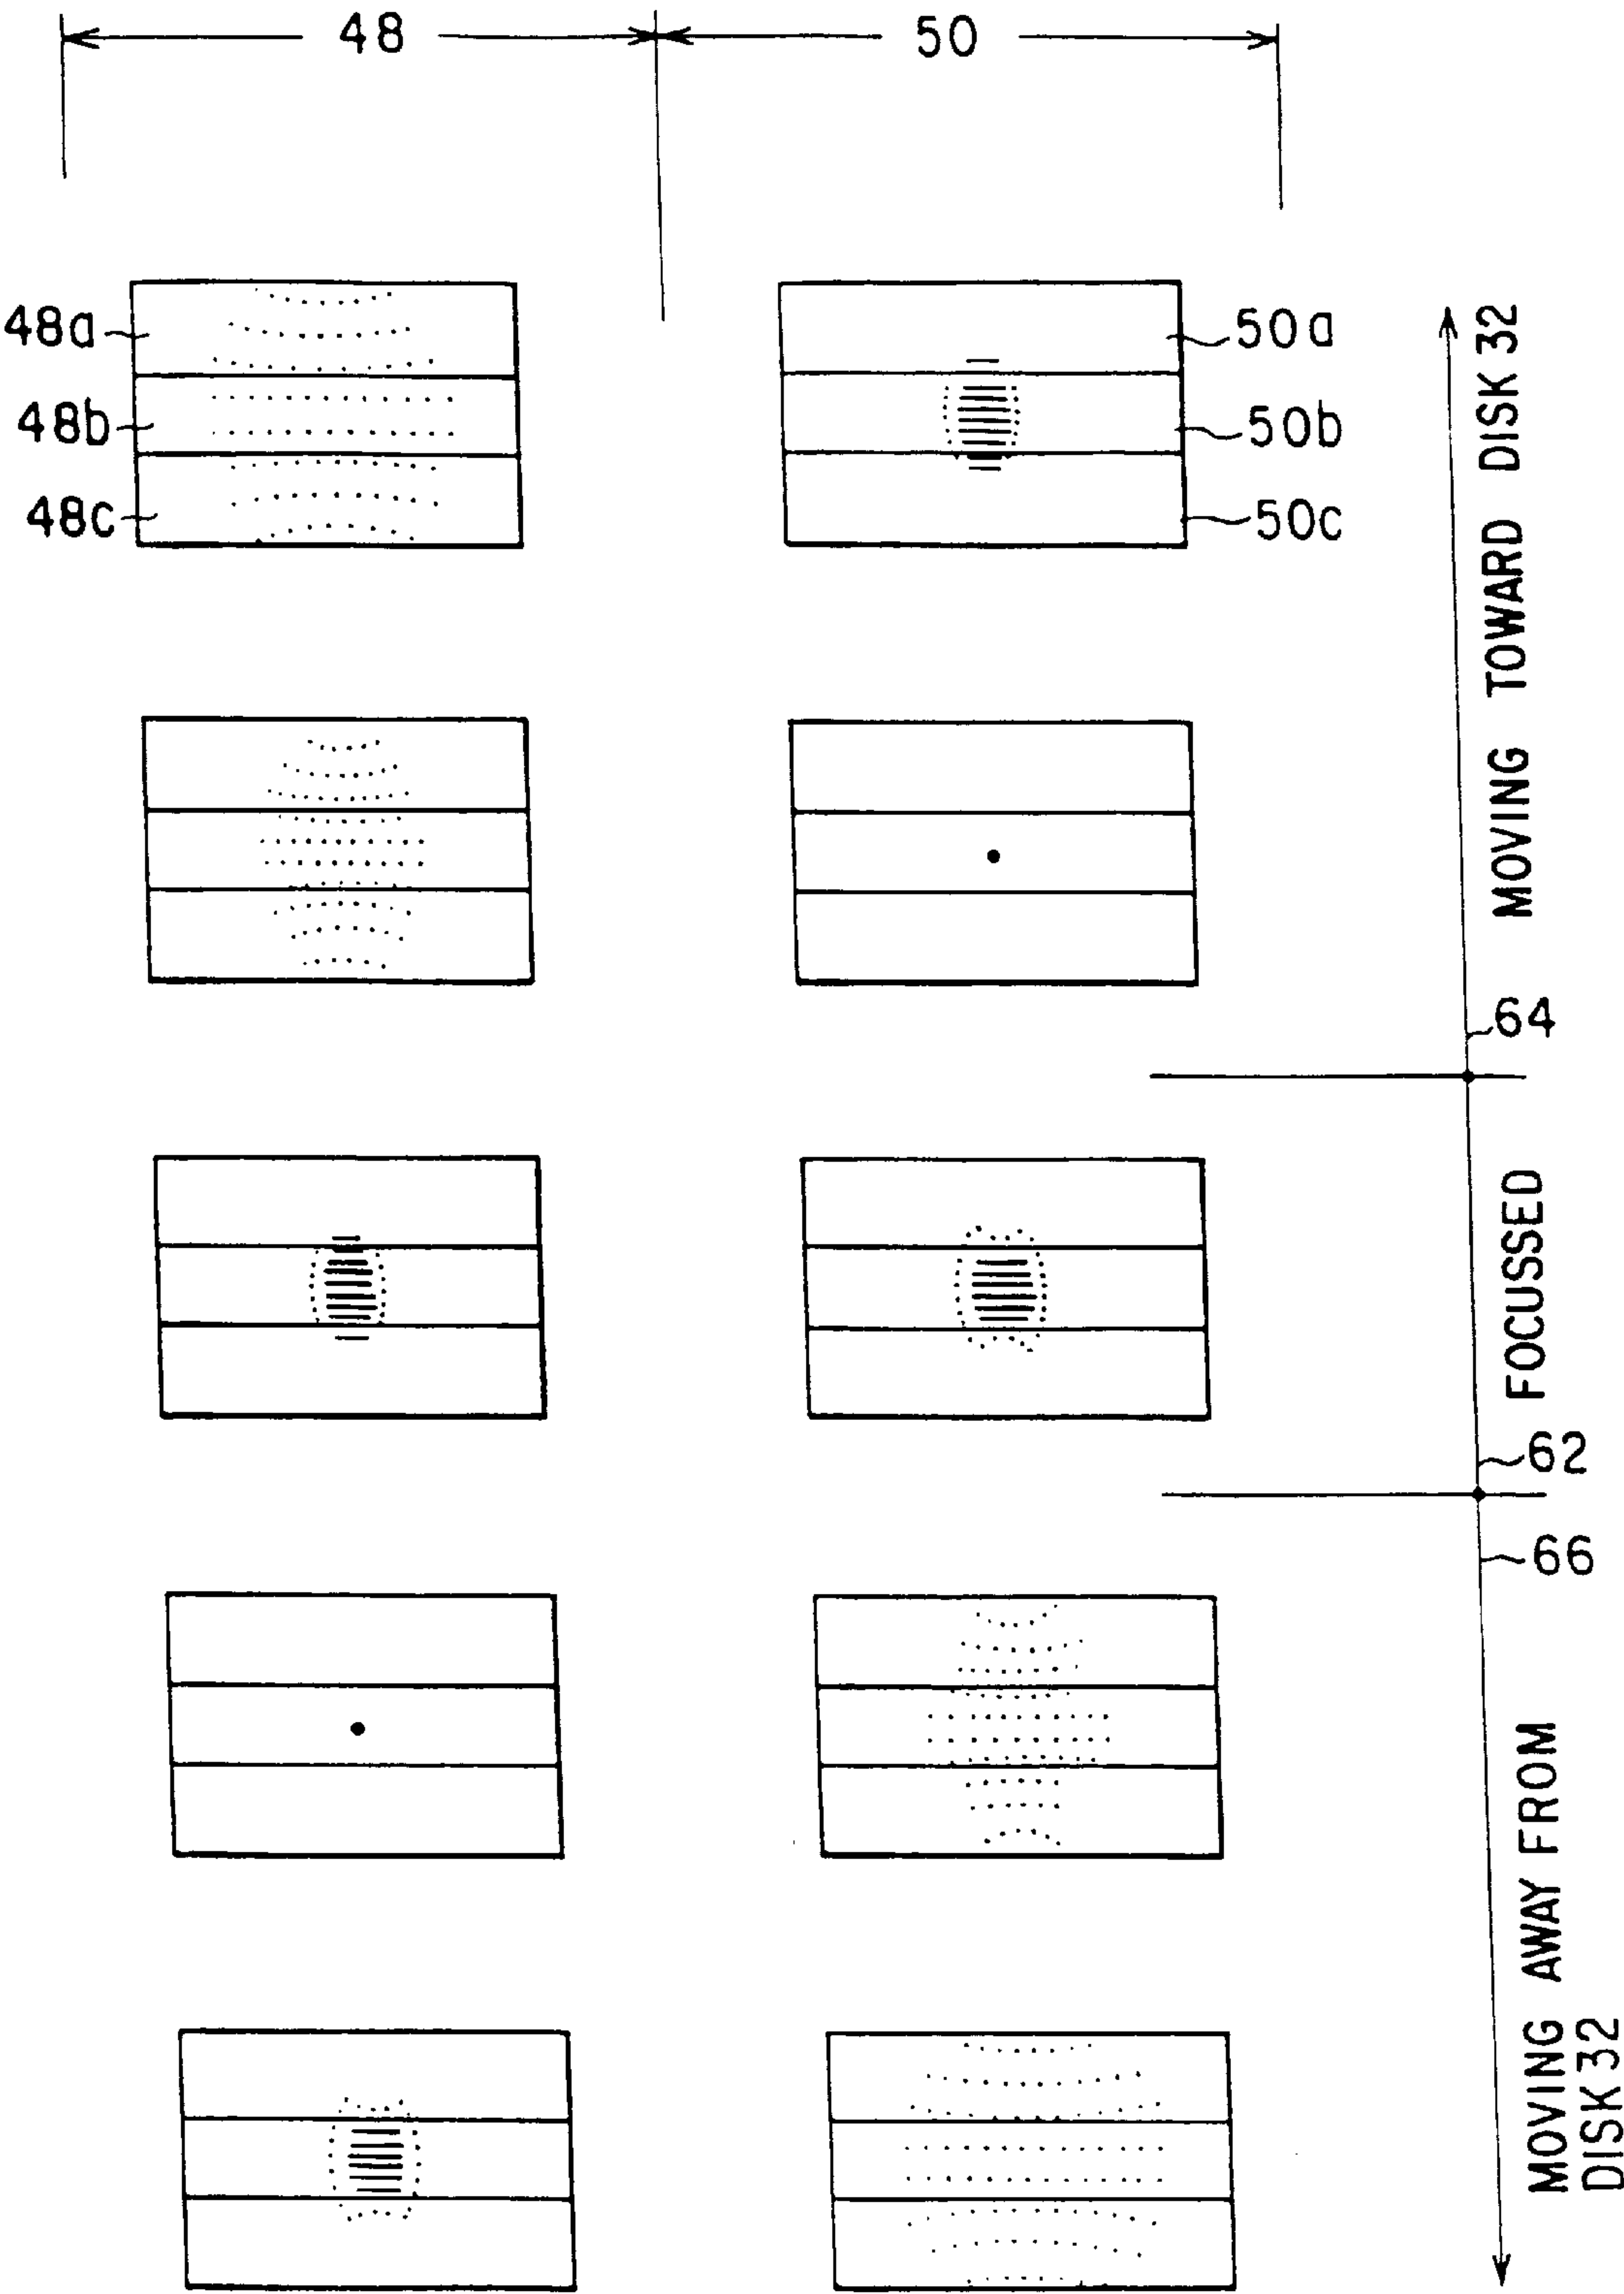 48
50
48a
48b
48c
50a
50b
50c
MOVING TOWARD DISK 32
64
FOCUSSED
62
66
MOVING AWAY FROM
DISK 32